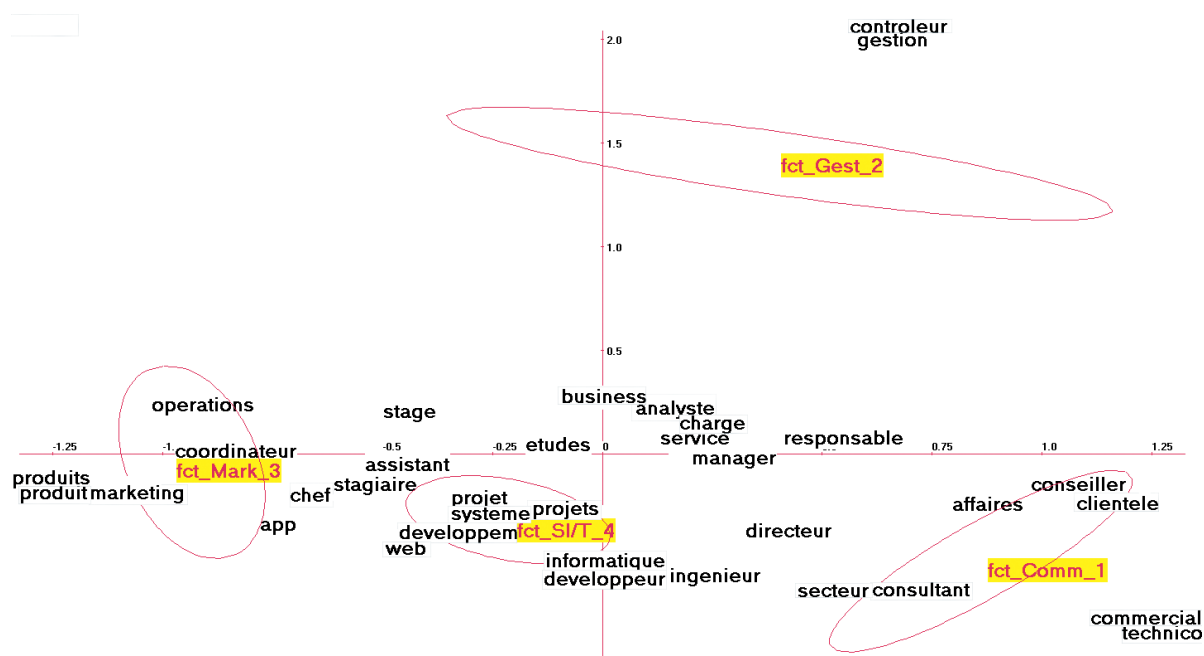 controleur
gestion
2.0
1.5
fct_Gest_2
1.0
0.5
business
operations
analyste
stage
charge
service
responsable
etudes
-1.25
-1.
-0.5
-0.25
0
0.75
1.0
1.25
coordinateur
manager
assistant
fct_Mark_3
produits
stagiaire
conseiller
produit
marketing
chef
projet
affaires
clientele
systeme
projets
app
developpem
fct_SI/T_4
directeur
web
informatique
fct_Comm_1
developpeur
ingenieur
secteur
consultant
commercial
technico